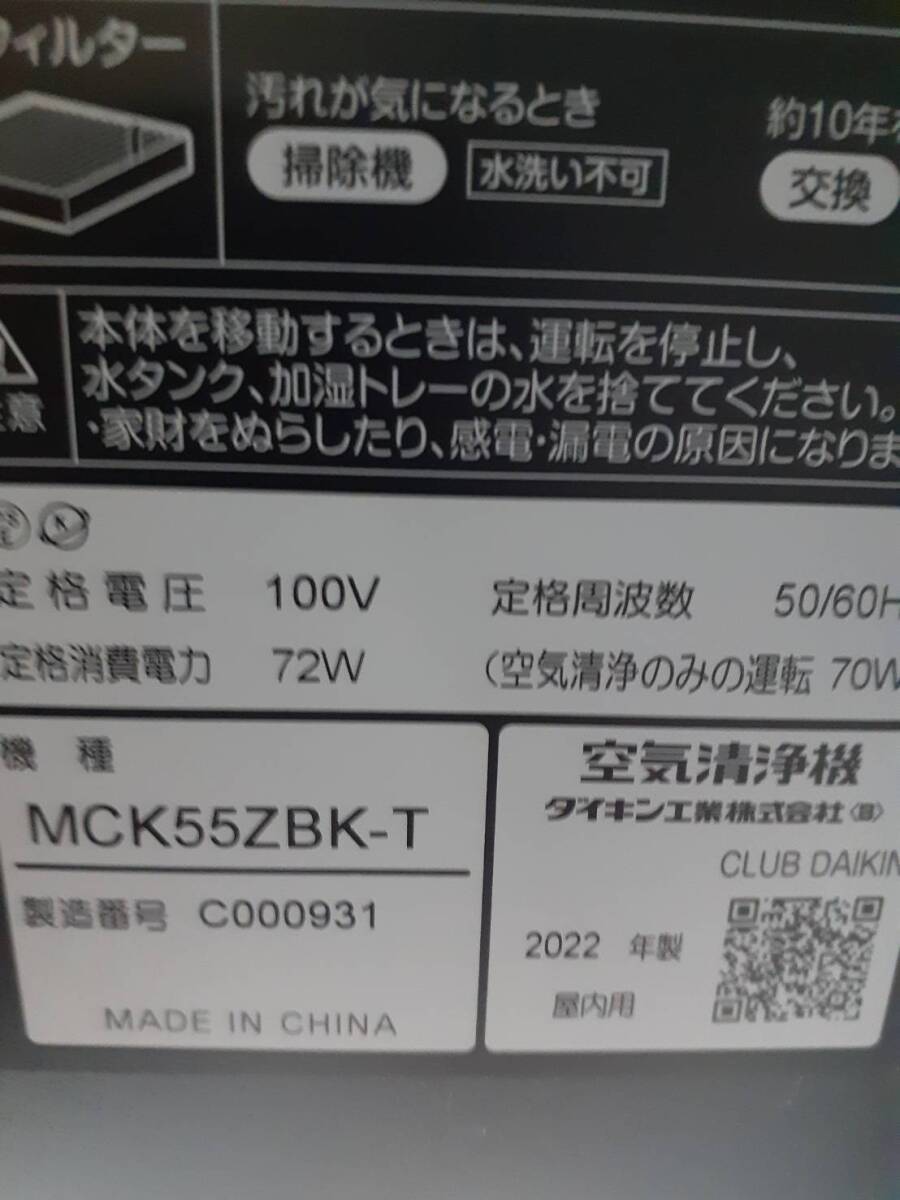 フィルター
汚れが気になるとき
約10年
掃除機
水洗い不可
交換
本体を移動するときは、運転を停止し、
水タンク、加湿トレーの水を捨ててください。
注意
・家財をぬらしたり、感電・漏電の原因になりま
定格電圧 100V 定格周波数 50/60H
定格消費電力 72W (空気清浄のみの運転 70W
機種
MCK55ZBK-T
製造番号 C000931
MADE IN CHINA
空気清浄機
ダイキン工業株式会社〈B〉
CLUB DAIKIN
2022 年製
屋内用